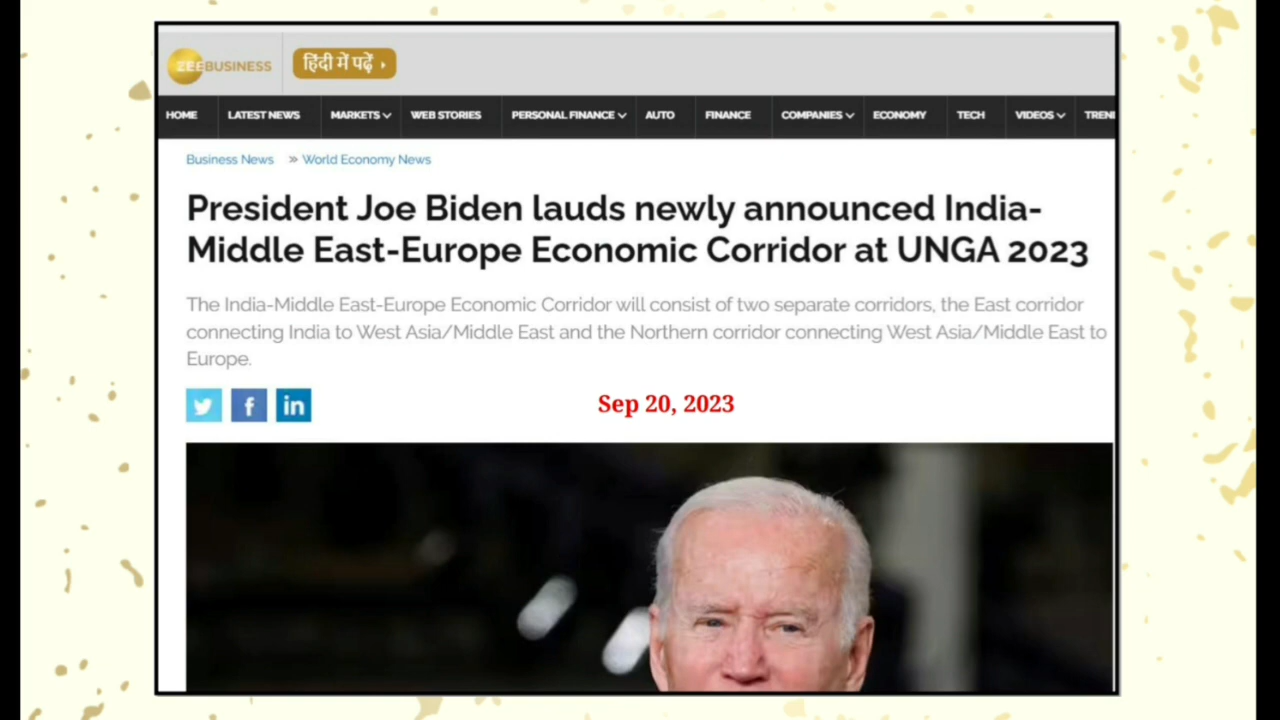 ZEEBUSINESS
हिंदी में पढ़ें ›
HOME LATEST NEWS MARKETS WEB STORIES PERSONAL FINANCE AUTO FINANCE COMPANIES ECONOMY TECH VIDEOS TREN
Business News » World Economy News
President Joe Biden lauds newly announced India-
Middle East-Europe Economic Corridor at UNGA 2023
The India-Middle East-Europe Economic Corridor will consist of two separate corridors, the East corridor
connecting India to West Asia/Middle East and the Northern corridor connecting West Asia/Middle East to
Europe.
f in
Sep 20, 2023